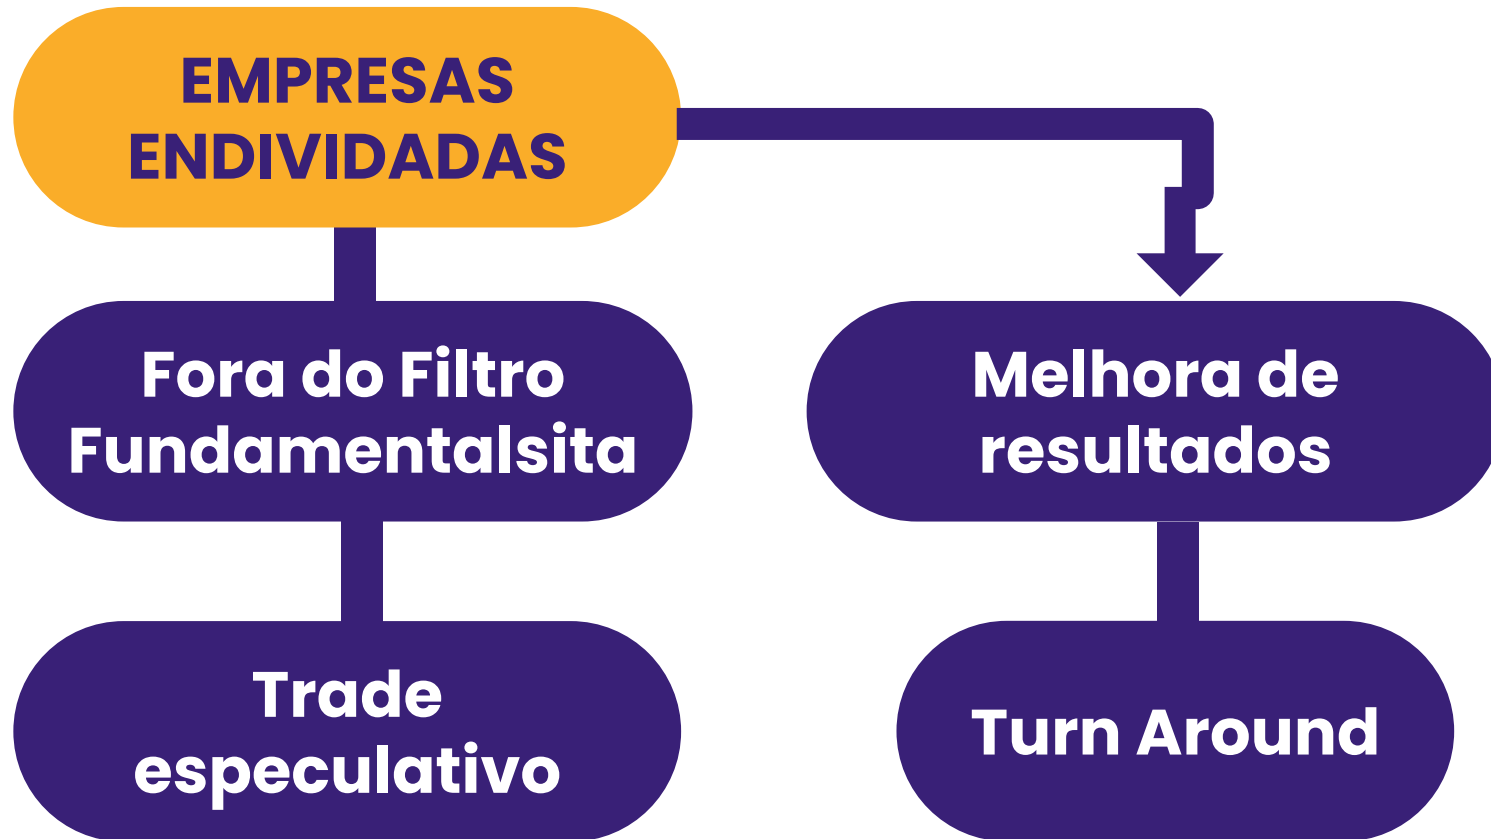 EMPRESAS
ENDIVIDADAS
Fora do Filtro
Fundamentalsita
Melhora de
resultados
Trade
especulativo
Turn Around